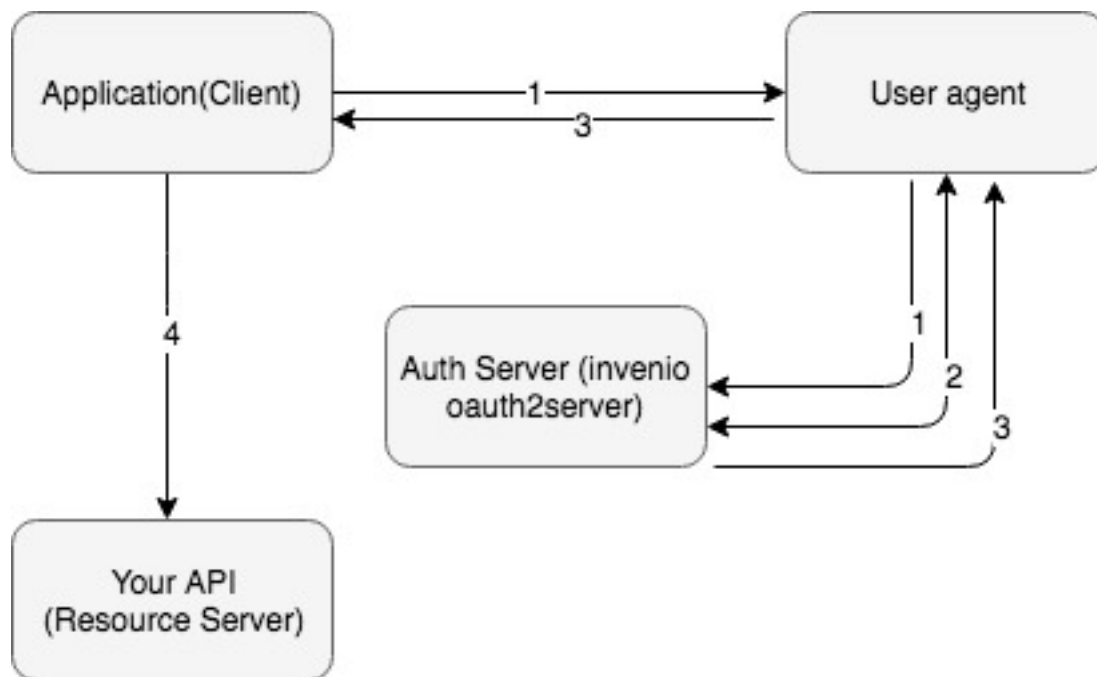 Application(Client)
1
3
User agent
4
Auth Server (invenio
oauth2server)
1
2
3
Your API
(Resource Server)